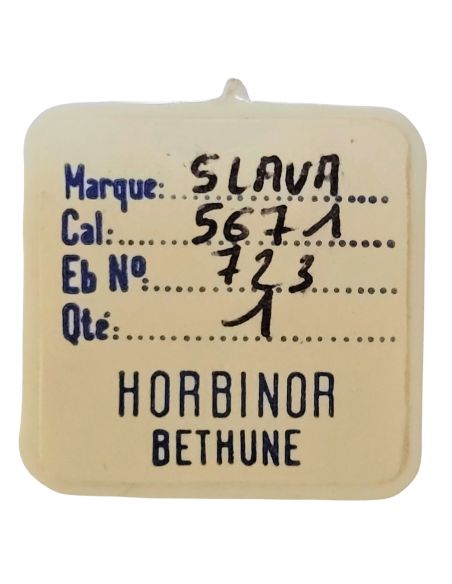 Marque: SLAVA
Cal: 5671
Eb Nº: 723
Qté: 1
HORBINOR
BETHUNE